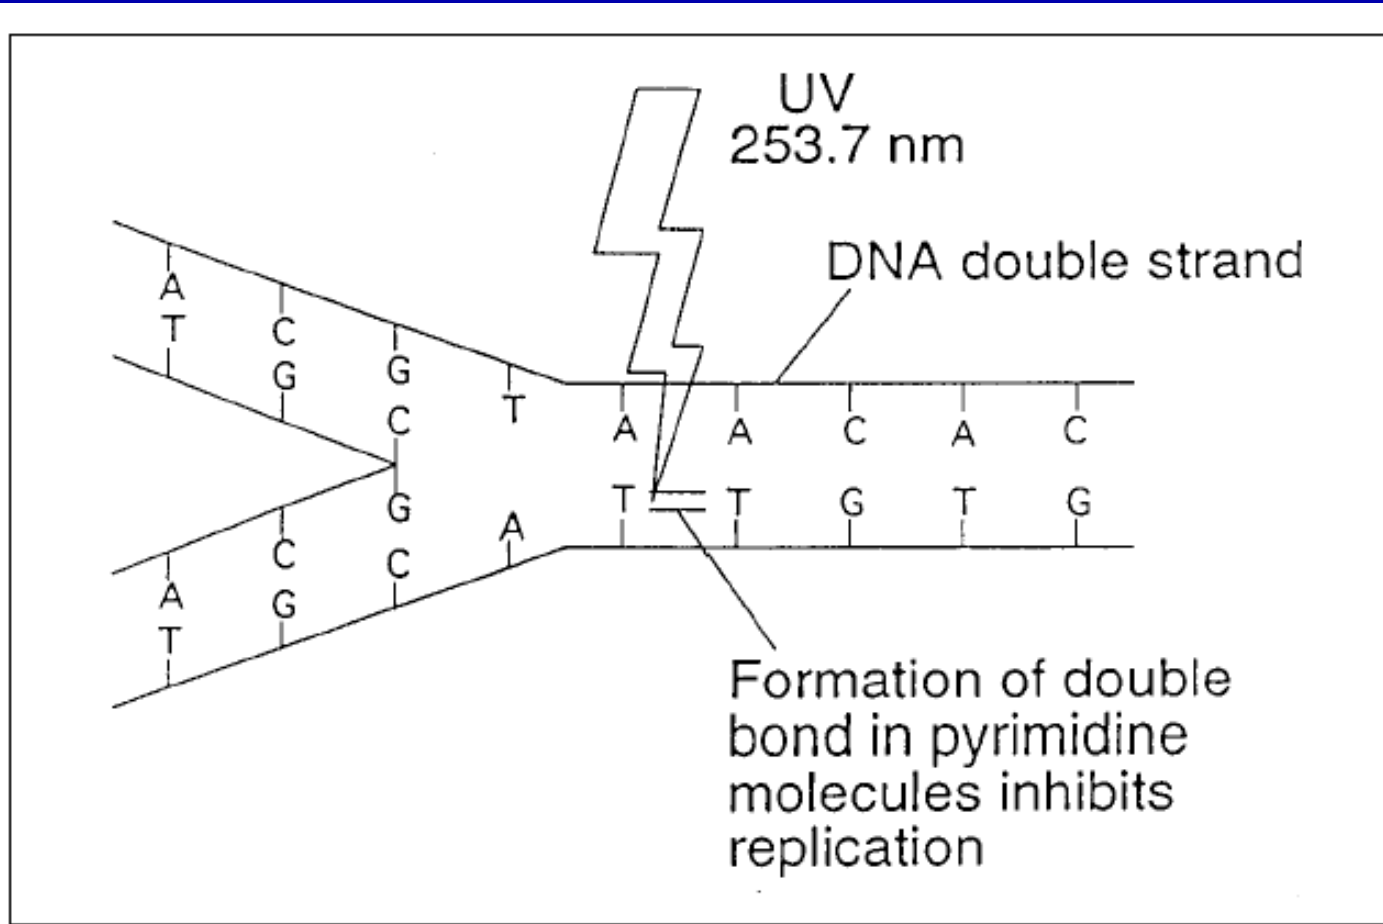 UV
253.7 nm
DNA double strand
A C G T A A C A C
T G C
A C G
T G C A T T G T G
Formation of double
bond in pyrimidine
molecules inhibits
replication